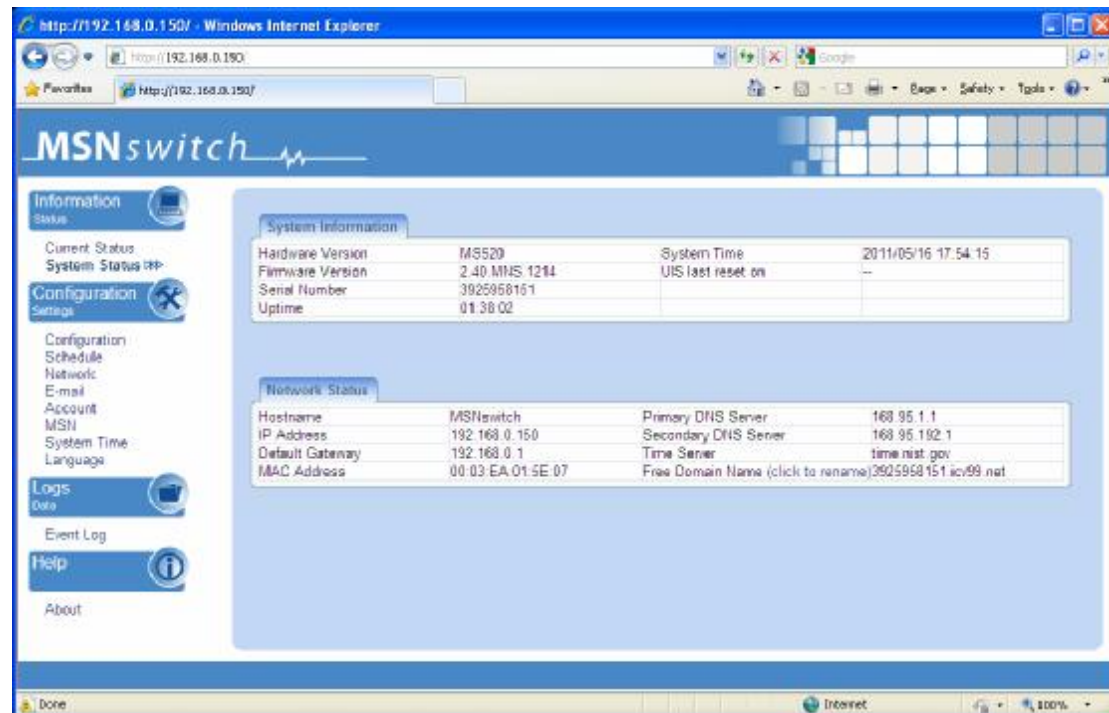 http://192.168.0.150/ - Windows Internet Explorer
http://192.168.0.150/
Google
Favorites http://192.168.0.150/ Page Safety Tools
MSNswitch
Information
Status
Current Status
System Status
Configuration
Settings
Configuration
Schedule
Network
E-mail
Account
MSN
System Time
Language
Logs
Data
Event Log
Help
About
System Information
Hardware Version MS520 System Time 2011/05/16 17:54:15
Firmware Version 2.40.MNS.1214 UIS last reset on --
Serial Number 3925958151
Uptime 01:38:02
Network Status
Hostname MSNswitch Primary DNS Server 168.95.1.1
IP Address 192.168.0.150 Secondary DNS Server 168.95.192.1
Default Gateway 192.168.0.1 Time Server time.nist.gov
MAC Address 00:03:EA:01:5E:07 Free Domain Name (click to rename) 3925958151.icv99.net
Done Internet 100%